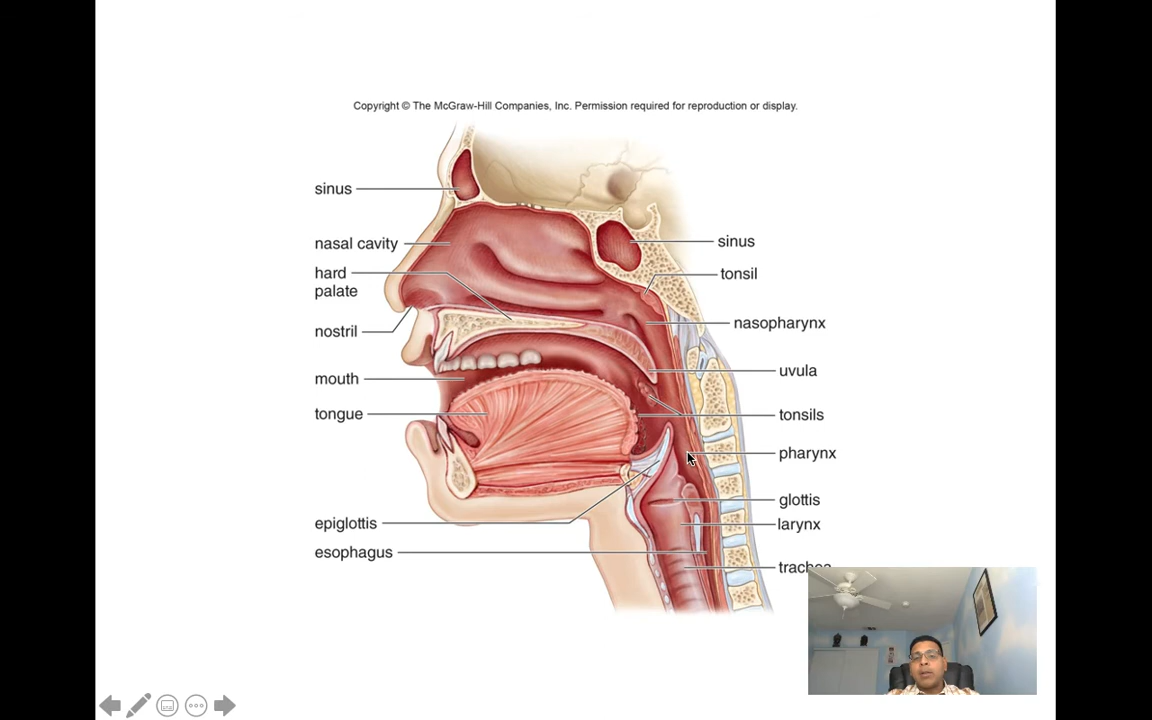 Copyright © The McGraw-Hill Companies, Inc. Permission required for reproduction or display.
sinus
nasal cavity
hard
palate
nostril
mouth
tongue
epiglottis
esophagus
sinus
tonsil
nasopharynx
uvula
tonsils
pharynx
glottis
larynx
trachea